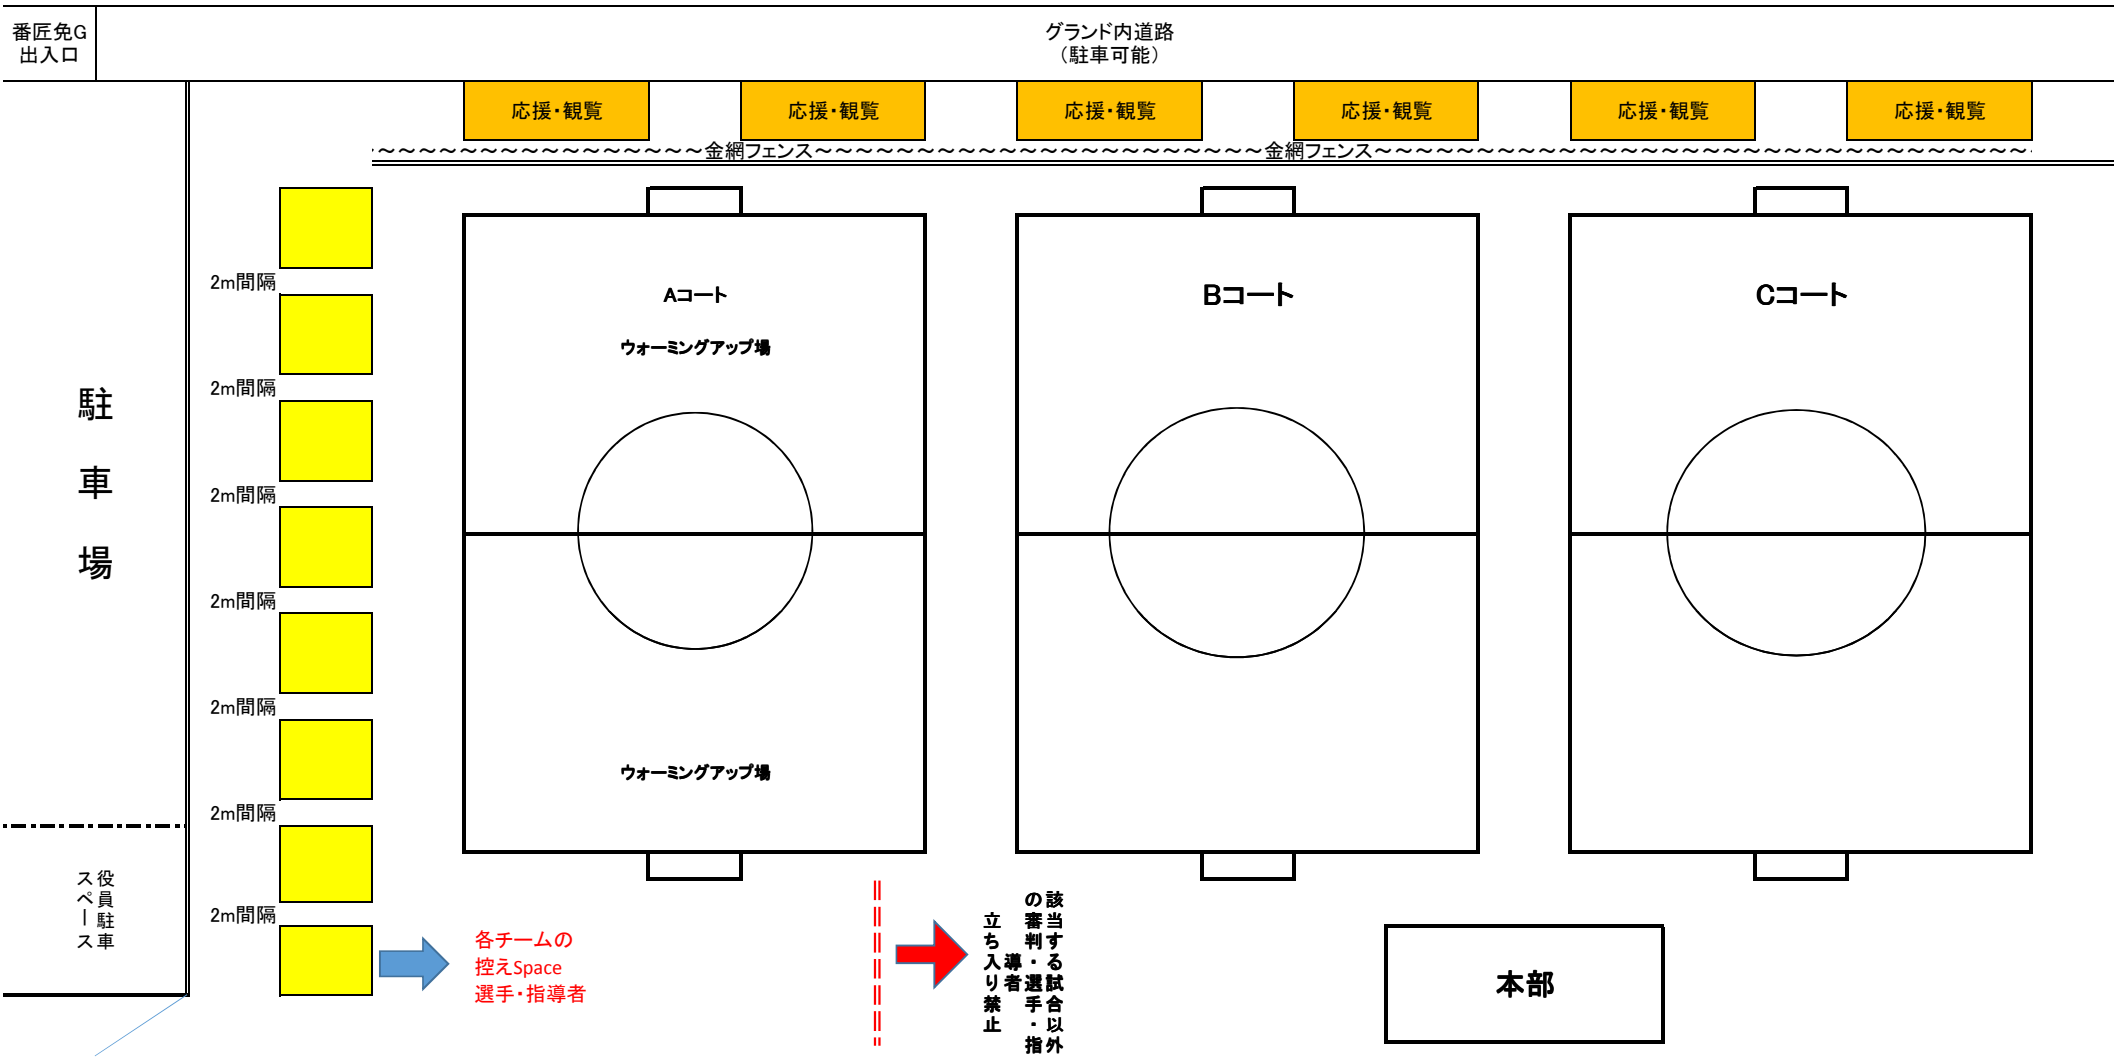 番匠免G
出入口
グランド内道路
（駐車可能）
応援・観覧
応援・観覧
応援・観覧
応援・観覧
応援・観覧
応援・観覧
～～～～～～～～～～～～～～～～金網フェンス～～～～～～～～～～～～～～～～～～～～～～金網フェンス～～～～～～～～～～～～～～～～～～～～～～～～～～～～～～～～
2m間隔
2m間隔
2m間隔
2m間隔
2m間隔
2m間隔
2m間隔
Aコート
ウォーミングアップ場
ウォーミングアップ場
Bコート
Cコート
駐車場
役員駐車
スペース
各チームの
控えSpace
選手・指導者
該当する試合以外
の審判・選手・指
導者
立ち入り禁止
本部